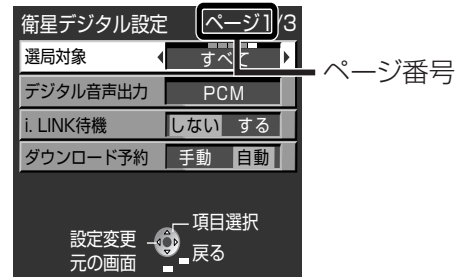 衛星デジタル設定 ページ1/3
選局対象 すべて
ページ番号
デジタル音声出力 PCM
i. LINK待機 しない する
ダウンロード予約 手動 自動
項目選択
設定変更
戻る
元の画面